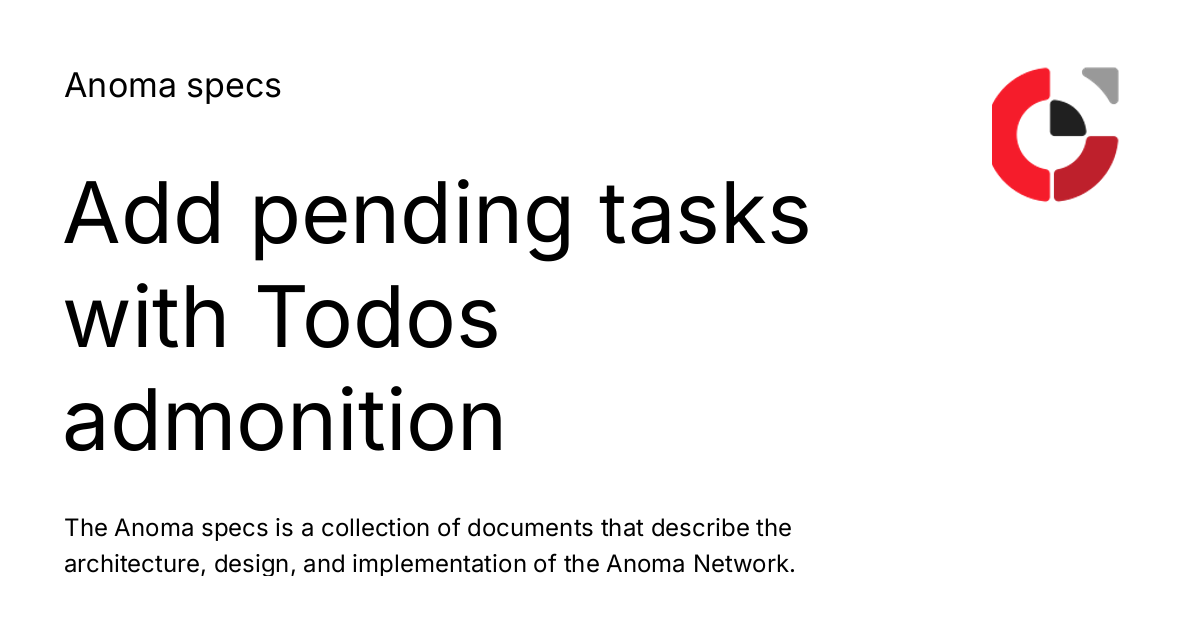 Anoma specs
Add pending tasks
with Todos
admonition
The Anoma specs is a collection of documents that describe the
architecture, design, and implementation of the Anoma Network.